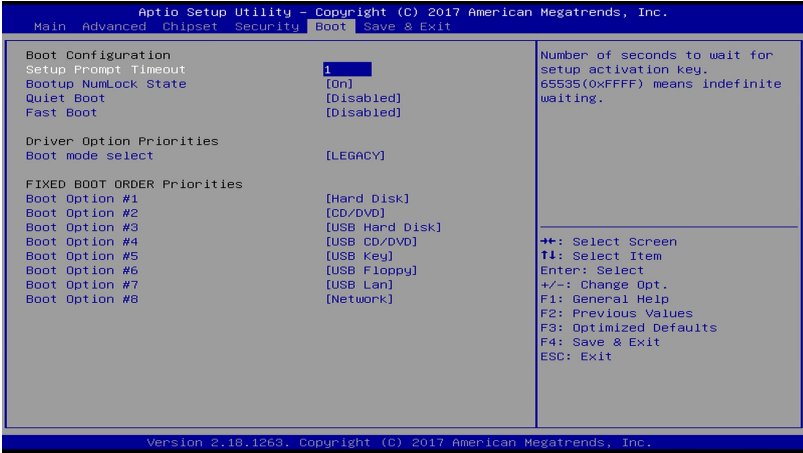 Aptio Setup Utility – Copyright (C) 2017 American Megatrends, Inc.
Main Advanced Chipset Security Boot Save & Exit
Boot Configuration
Setup Prompt Timeout 1
Bootup NumLock State [On]
Quiet Boot [Disabled]
Fast Boot [Disabled]
Driver Option Priorities
Boot mode select [LEGACY]
FIXED BOOT ORDER Priorities
Boot Option #1 [Hard Disk]
Boot Option #2 [CD/DVD]
Boot Option #3 [USB Hard Disk]
Boot Option #4 [USB CD/DVD]
Boot Option #5 [USB Key]
Boot Option #6 [USB Floppy]
Boot Option #7 [USB Lan]
Boot Option #8 [Network]
Number of seconds to wait for
setup activation key.
65535(0xFFFF) means indefinite
waiting.
→←: Select Screen
↑↓: Select Item
Enter: Select
+/-: Change Opt.
F1: General Help
F2: Previous Values
F3: Optimized Defaults
F4: Save & Exit
ESC: Exit
Version 2.18.1263. Copyright (C) 2017 American Megatrends, Inc.